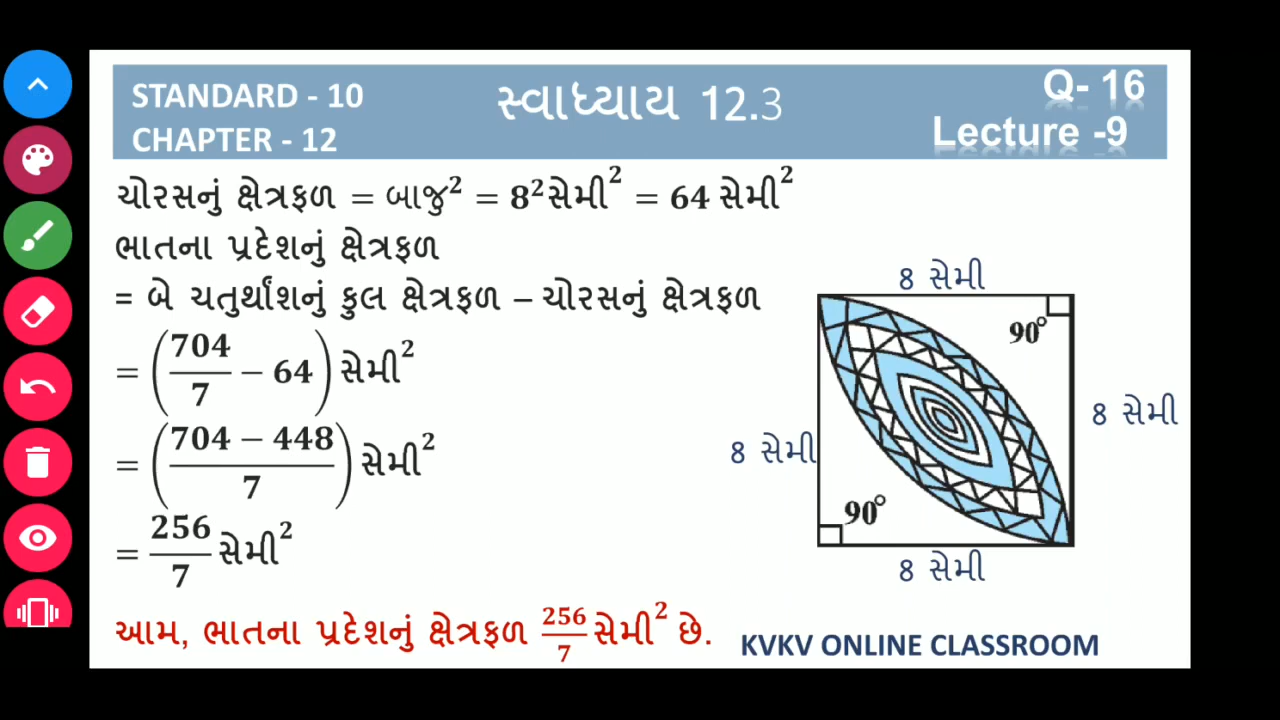 STANDARD - 10
CHAPTER - 12
સ્વાધ્યાય 12.3
Q- 16
Lecture -9
ચોરસનું ક્ષેત્રફળ = બાજુ² = 8² સેમી² = 64 સેમી²
ભાતના પ્રદેશનું ક્ષેત્રફળ
= બે ચતુર્થાંશનું કુલ ક્ષેત્રફળ – ચોરસનું ક્ષેત્રફળ
= (704/7 − 64) સેમી²
= ((704 − 448)/7) સેમી²
= 256/7 સેમી²
આમ, ભાતના પ્રદેશનું ક્ષેત્રફળ 256/7 સેમી² છે.
8 સેમી
90°
8 સેમી
8 સેમી
90°
8 સેમી
KVKV ONLINE CLASSROOM